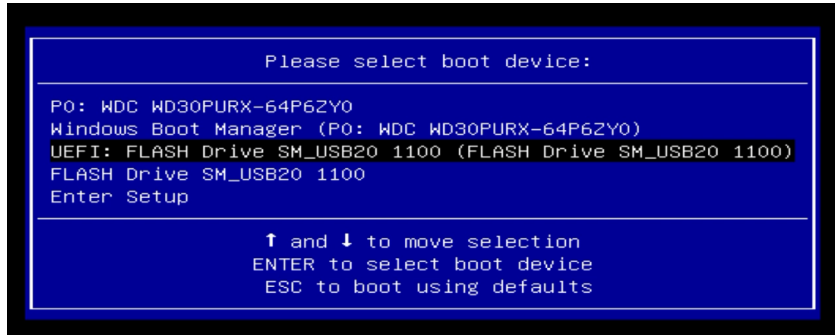 Please select boot device:
P0: WDC WD30PURX-64P6ZY0
Windows Boot Manager (P0: WDC WD30PURX-64P6ZY0)
UEFI: FLASH Drive SM_USB20 1100 (FLASH Drive SM_USB20 1100)
FLASH Drive SM_USB20 1100
Enter Setup
↑ and ↓ to move selection
ENTER to select boot device
ESC to boot using defaults